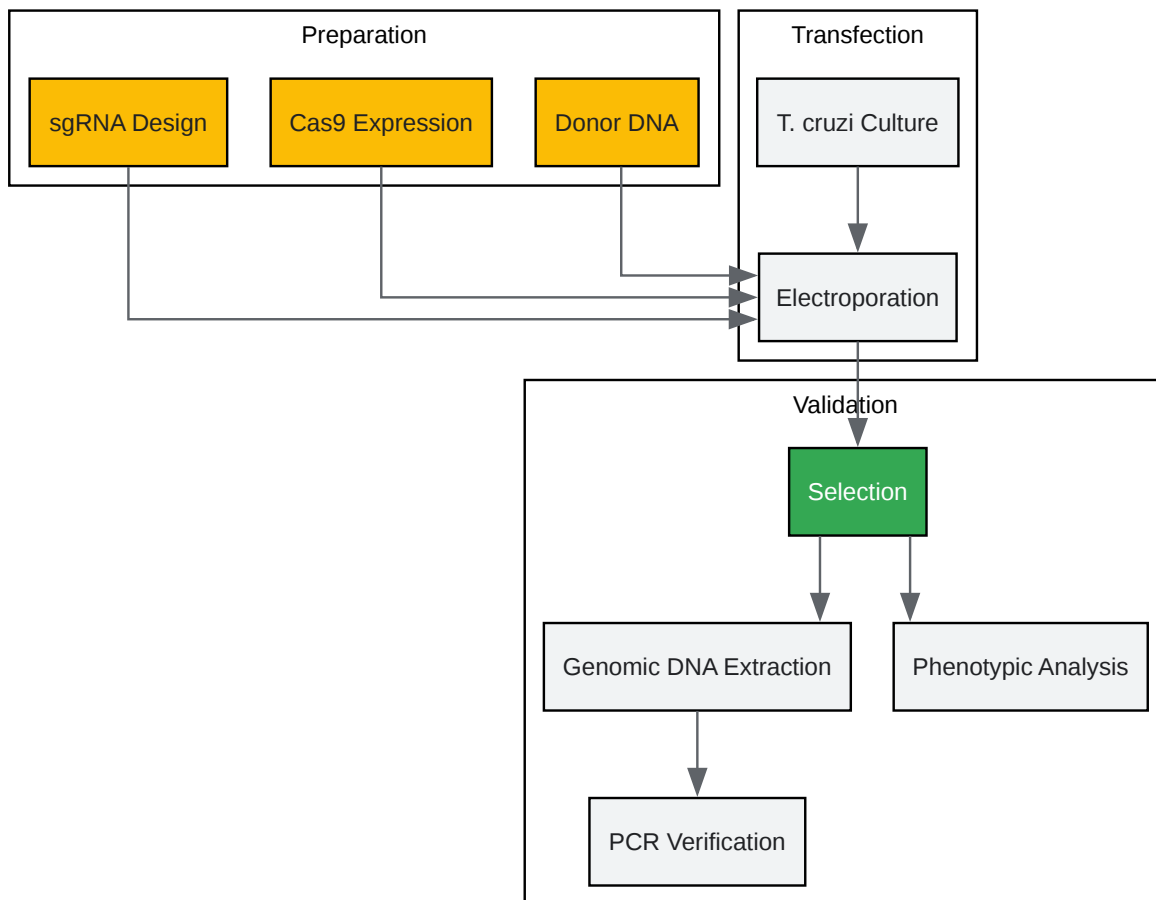 Preparation
Transfection
sgRNA Design
Cas9 Expression
Donor DNA
T. cruzi Culture
Electroporation
Validation
Selection
Genomic DNA Extraction
Phenotypic Analysis
PCR Verification